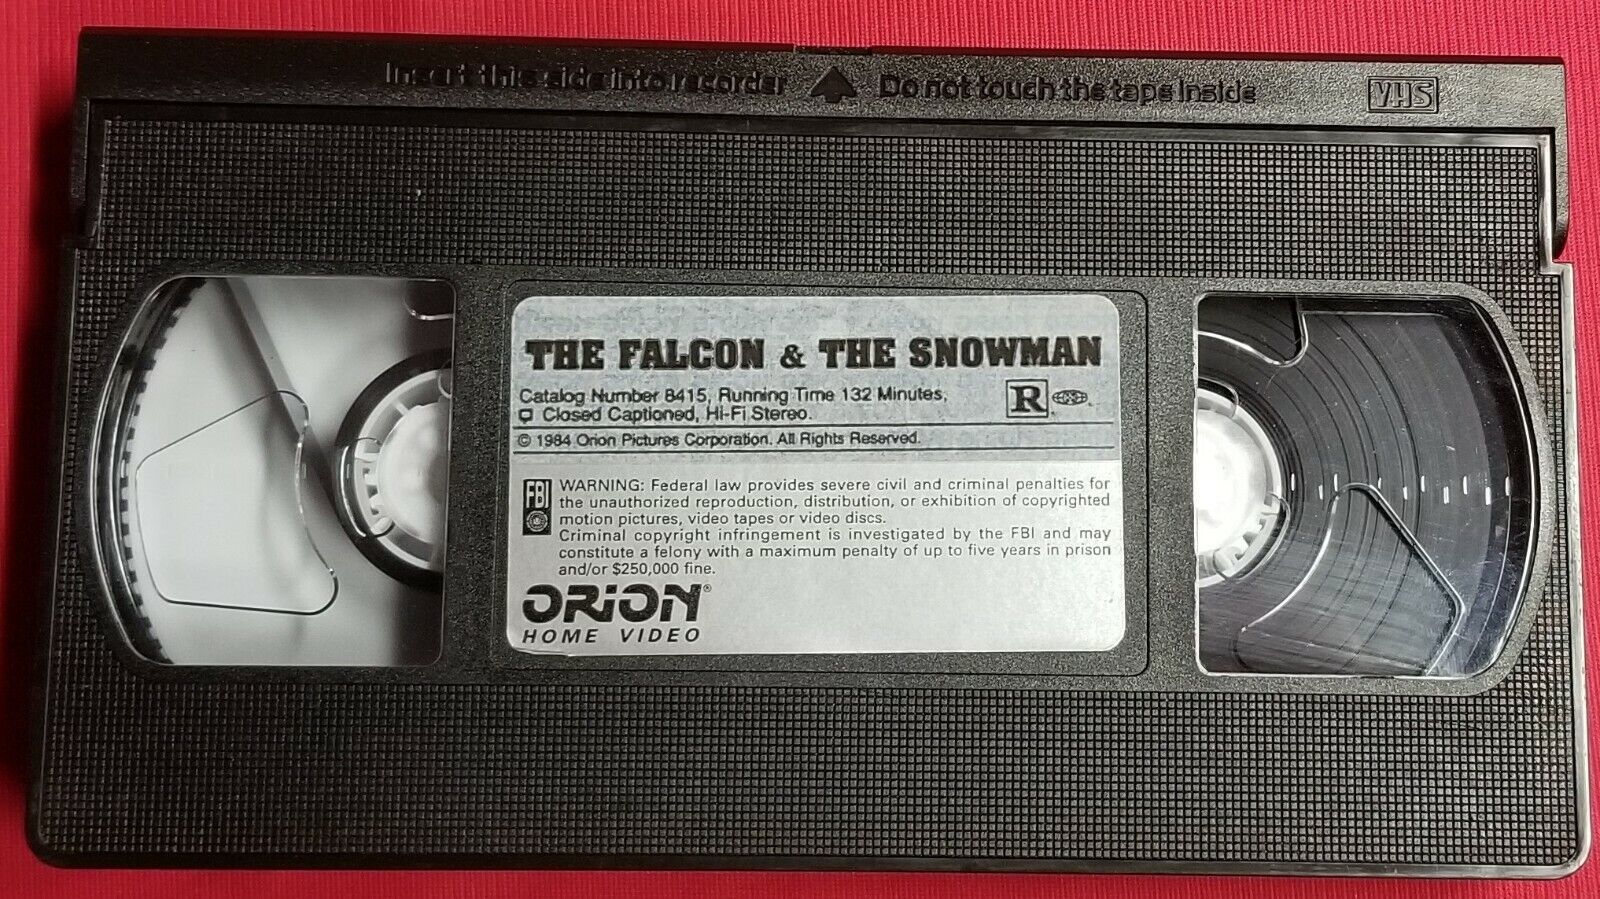 Insert this side into recorder Do not touch the tape inside VHS
THE FALCON & THE SNOWMAN
Catalog Number 8415, Running Time 132 Minutes,
Closed Captioned, Hi-Fi Stereo.
R
© 1984 Orion Pictures Corporation. All Rights Reserved.
FBI
WARNING: Federal law provides severe civil and criminal penalties for
the unauthorized reproduction, distribution, or exhibition of copyrighted
motion pictures, video tapes or video discs.
Criminal copyright infringement is investigated by the FBI and may
constitute a felony with a maximum penalty of up to five years in prison
and/or $250,000 fine.
ORION®
HOME VIDEO